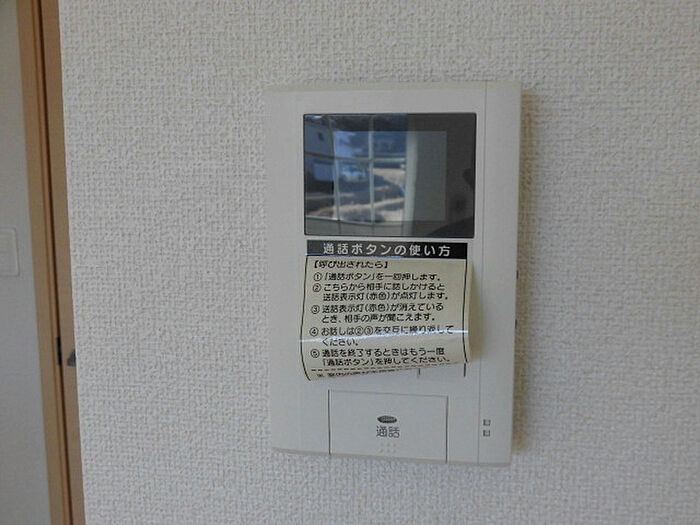 通話ボタンの使い方
【呼び出されたら】
①「通話ボタン」を一回押します。
②こちらから相手に話しかけると
送話表示灯(赤色)が点灯します。
③送話表示灯(赤色)が消えている
とき、相手の声が聞こえます。
④お話しは②③を交互に繰り返して
ください。
⑤通話を終了するときはもう一度
「通話ボタン」を押してください。
通話